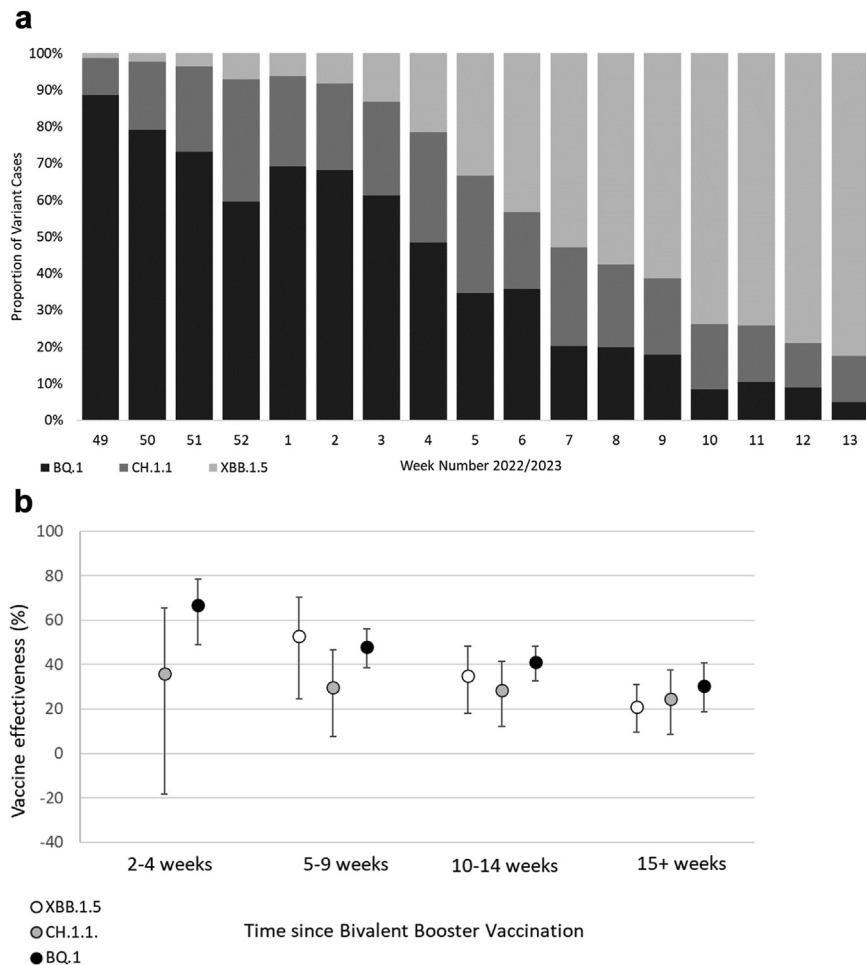 a
100%
90%
80%
70%
60%
50%
40%
30%
20%
10%
0%
Proportion of Variant Cases
49 50 51 52 1 2 3 4 5 6 7 8 9 10 11 12 13
BQ.1 CH.1.1 XBB.1.5 Week Number 2022/2023
b
100
80
60
40
20
0
-20
-40
Vaccine effectiveness (%)
2-4 weeks 5-9 weeks 10-14 weeks 15+ weeks
XBB.1.5
CH.1.1. Time since Bivalent Booster Vaccination
BQ.1